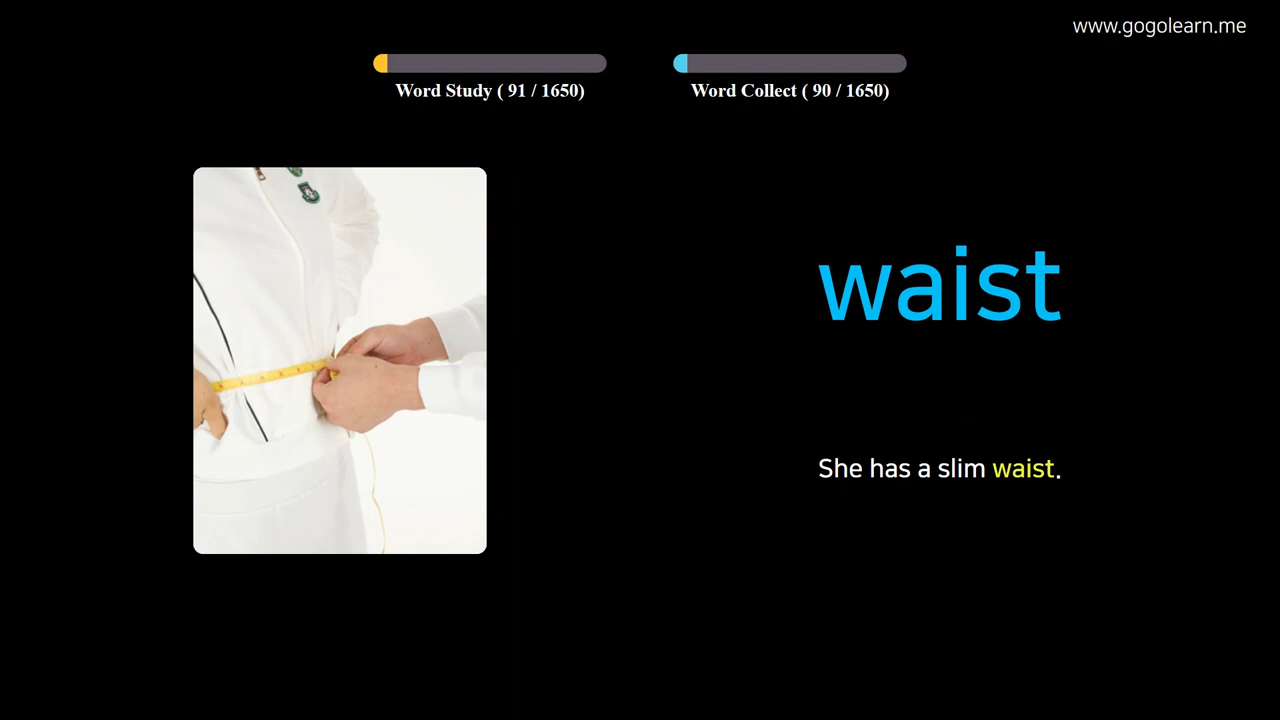 www.gogolearn.me
Word Study ( 91 / 1650)
Word Collect ( 90 / 1650)
waist
She has a slim waist.